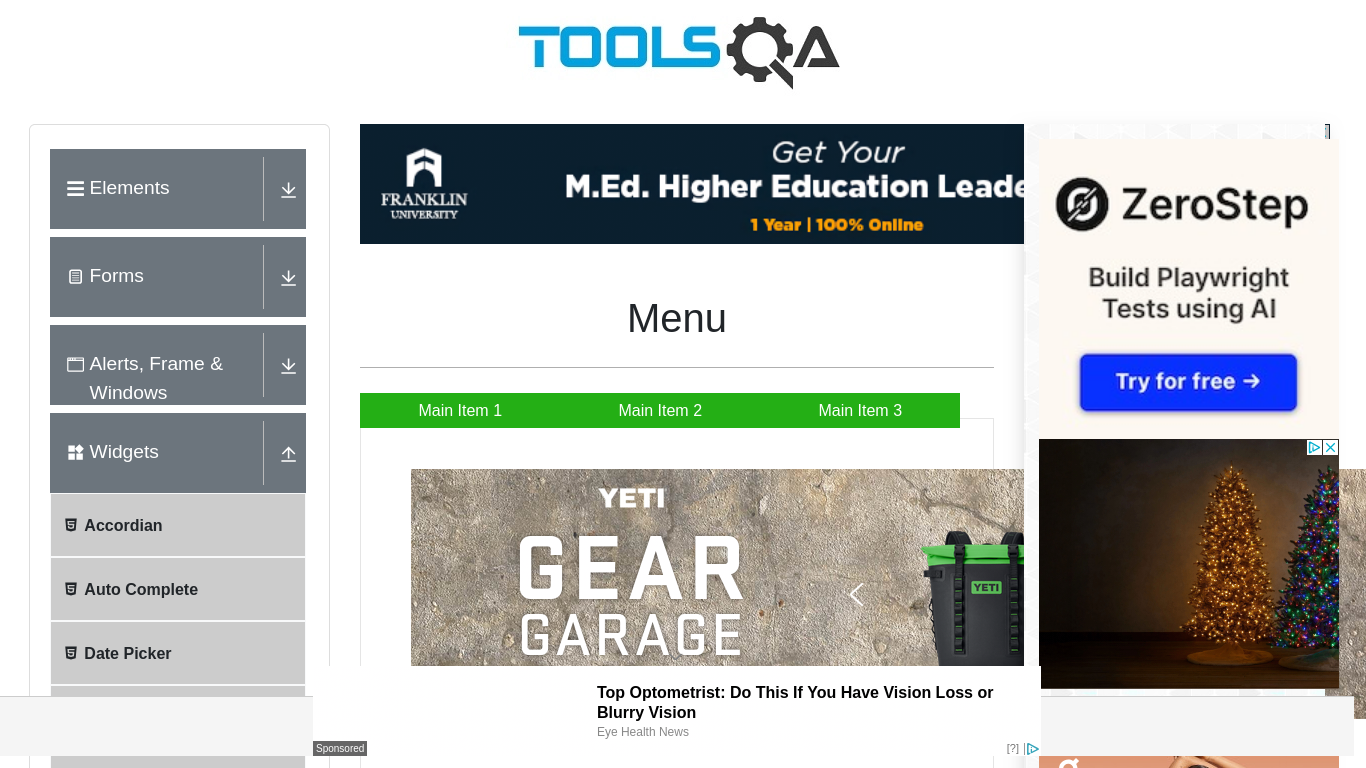 TOOLSQA
Elements
Forms
Alerts, Frame &
Windows
Widgets
Accordian
Auto Complete
Date Picker
FRANKLIN
UNIVERSITY
Get Your
M.Ed. Higher Education Leade
1 Year | 100% Online
Menu
Main Item 1
Main Item 2
Main Item 3
YETI
GEAR
GARAGE
YETI
ZeroStep
Build Playwright
Tests using AI
Try for free →
Top Optometrist: Do This If You Have Vision Loss or
Blurry Vision
Eye Health News
Sponsored
[?]